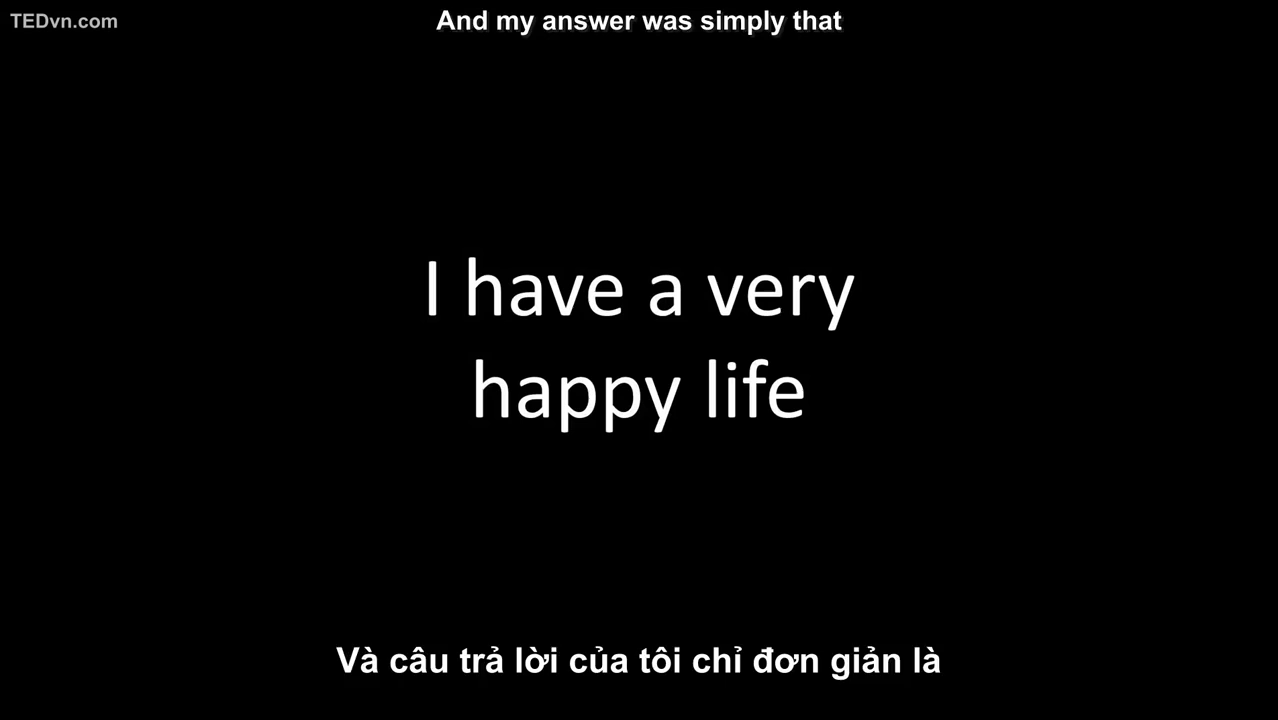 TEDvn.com
And my answer was simply that
I have a very
happy life
Và câu trả lời của tôi chỉ đơn giản là